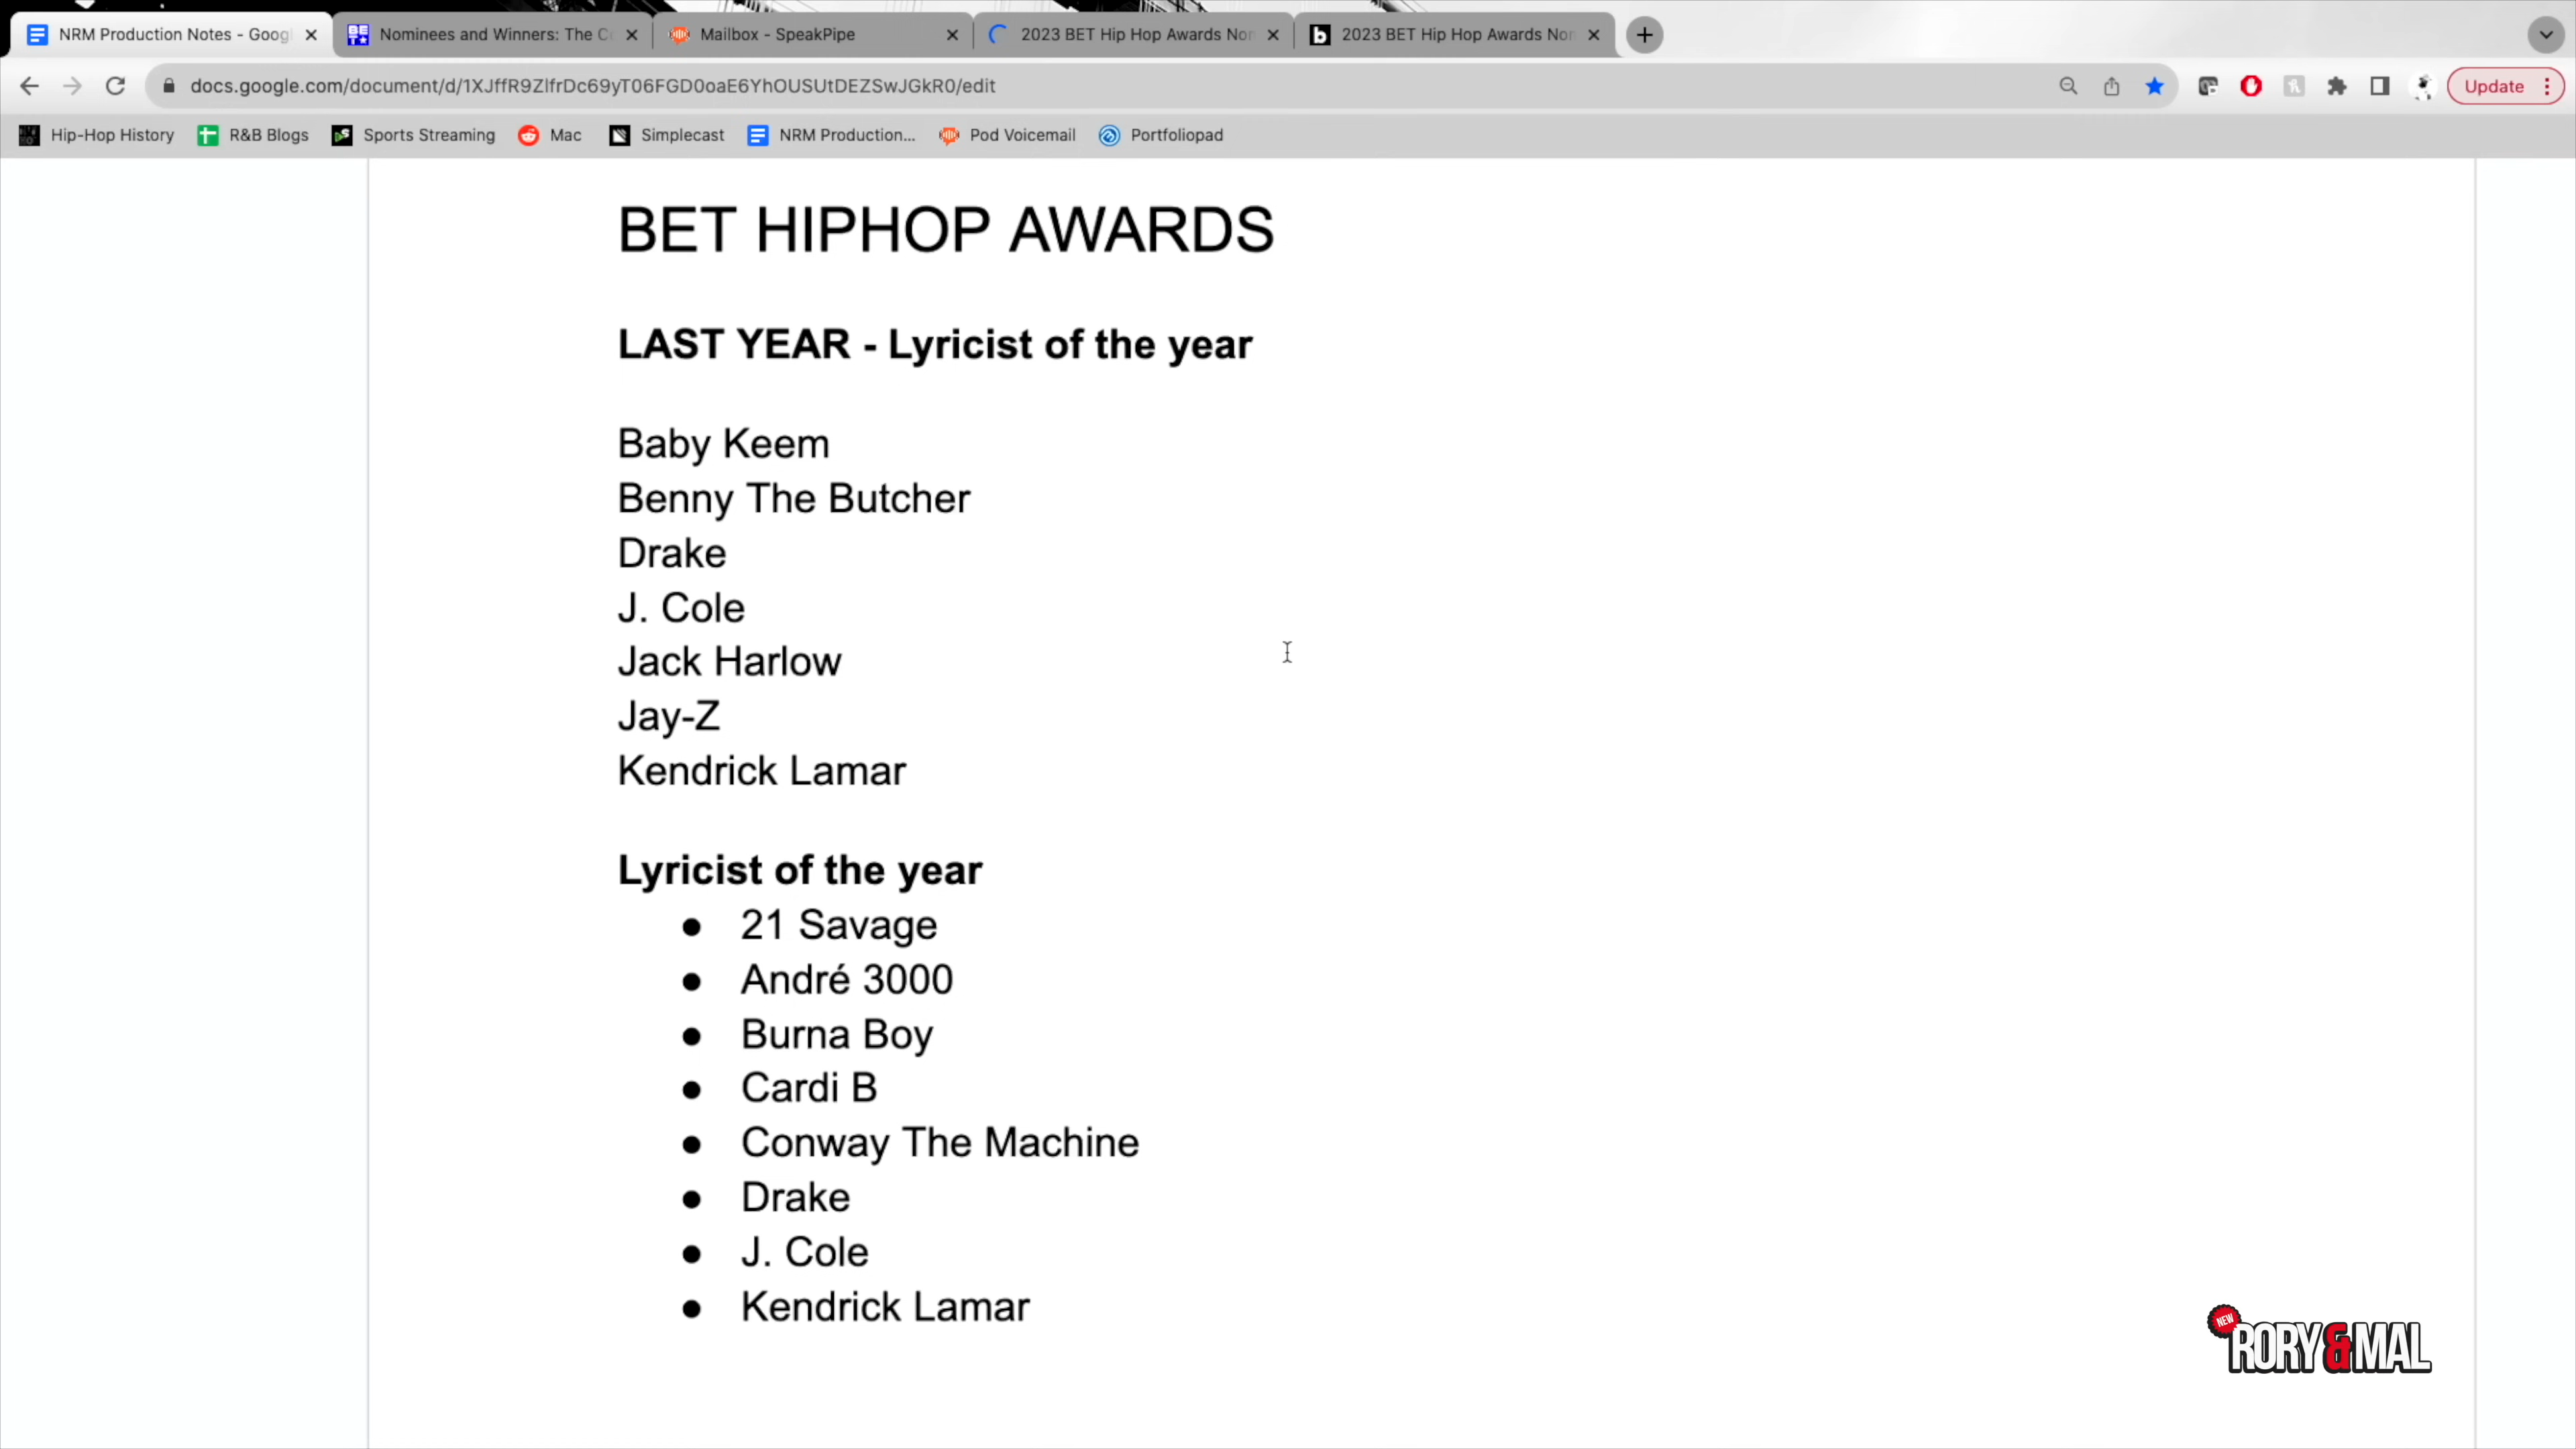 NRM Production Notes - Goog
Nominees and Winners: The C
Mailbox - SpeakPipe
2023 BET Hip Hop Awards Nor
2023 BET Hip Hop Awards Nor
docs.google.com/document/d/1XJffR9ZlfrDc69yT06FGD0oaE6YhOUSUtDEZSwJGkR0/edit
Update
Hip-Hop History
R&B Blogs
Sports Streaming
Mac
Simplecast
NRM Production...
Pod Voicemail
Portfoliopad
BET HIPHOP AWARDS
LAST YEAR - Lyricist of the year
Baby Keem
Benny The Butcher
Drake
J. Cole
Jack Harlow
Jay-Z
Kendrick Lamar
Lyricist of the year
● 21 Savage
● André 3000
● Burna Boy
● Cardi B
● Conway The Machine
● Drake
● J. Cole
● Kendrick Lamar
NEW
RORY&MAL